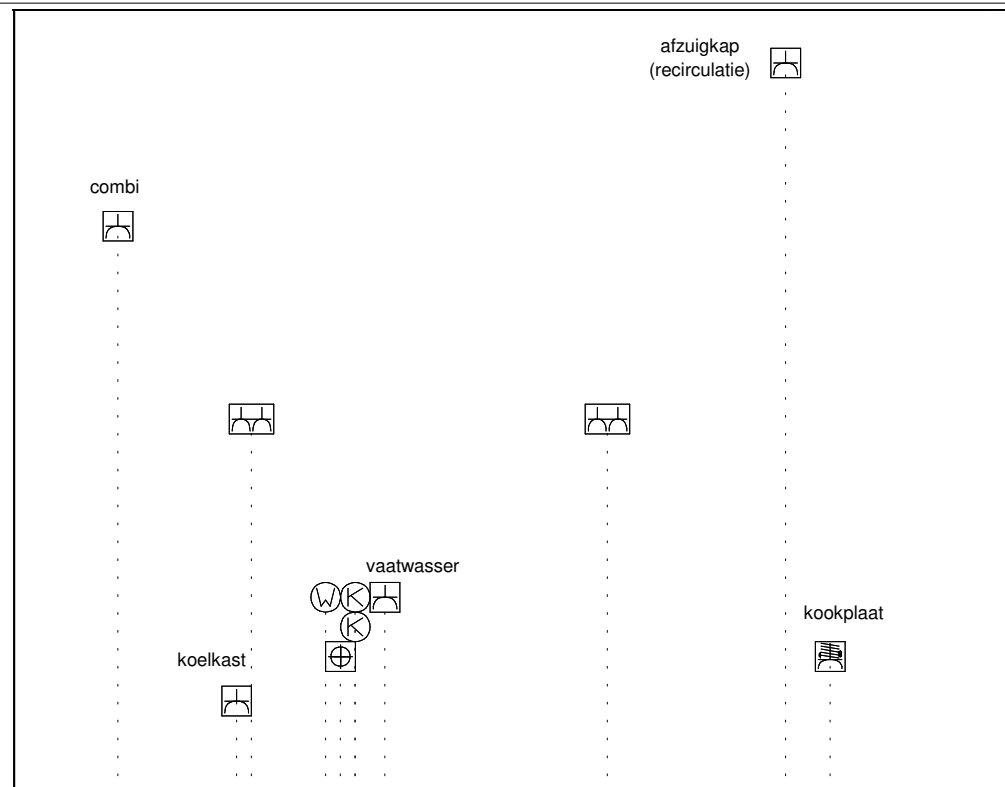 afzuigkap
(recirculatie)
combi
vaatwasser
W K
K
kookplaat
koelkast